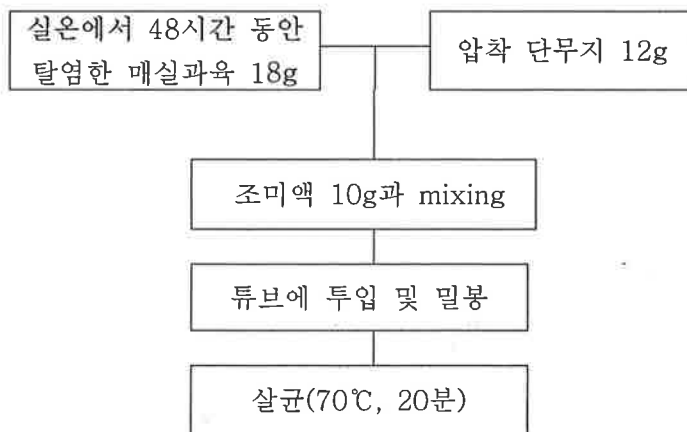 실온에서 48시간 동안
탈염한 매실과육 18g
압착 단무지 12g
조미액 10g과 mixing
튜브에 투입 및 밀봉
살균(70℃, 20분)